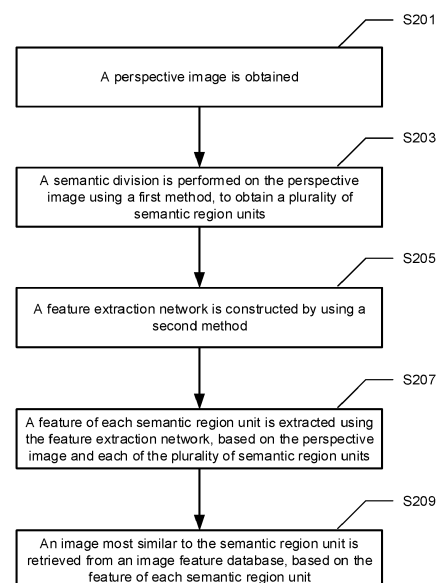 S201
A perspective image is obtained
S203
A semantic division is performed on the perspective
image using a first method, to obtain a plurality of
semantic region units
S205
A feature extraction network is constructed by using a
second method
S207
A feature of each semantic region unit is extracted using
the feature extraction network, based on the perspective
image and each of the plurality of semantic region units
S209
An image most similar to the semantic region unit is
retrieved from an image feature database, based on the
feature of each semantic region unit